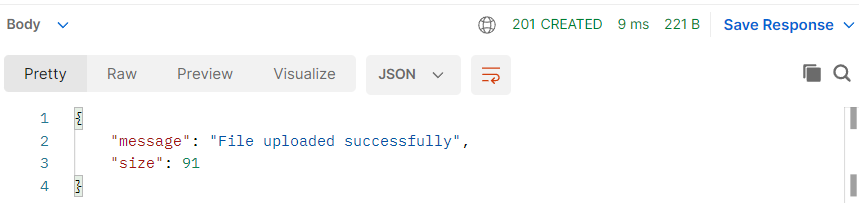 Body 201 CREATED 9 ms 221 B Save Response
Pretty Raw Preview Visualize JSON
1 {
2 "message": "File uploaded successfully",
3 "size": 91
4 }